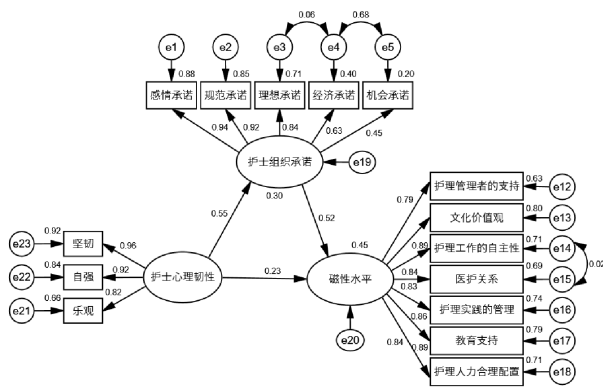 e1
e2
0.06
e3
0.68
e4
e5
0.88
0.85
0.71
0.40
0.20
感情承诺
规范承诺
理想承诺
经济承诺
机会承诺
0.94
0.92
0.84
0.63
0.45
护士组织承诺
e19
0.30
0.55
0.52
e23
0.92
坚韧
0.96
e22
0.84
自强
0.92
e21
0.66
乐观
0.82
护士心理韧性
0.23
0.45
磁性水平
e20
0.79
0.89
0.84
0.83
0.86
0.89
0.84
护理管理者的支持
0.63
e12
文化价值观
0.80
e13
护理工作的自主性
0.71
e14
医护关系
0.69
e15
0.02
护理实践的管理
0.74
e16
教育支持
0.79
e17
护理人力合理配置
0.71
e18